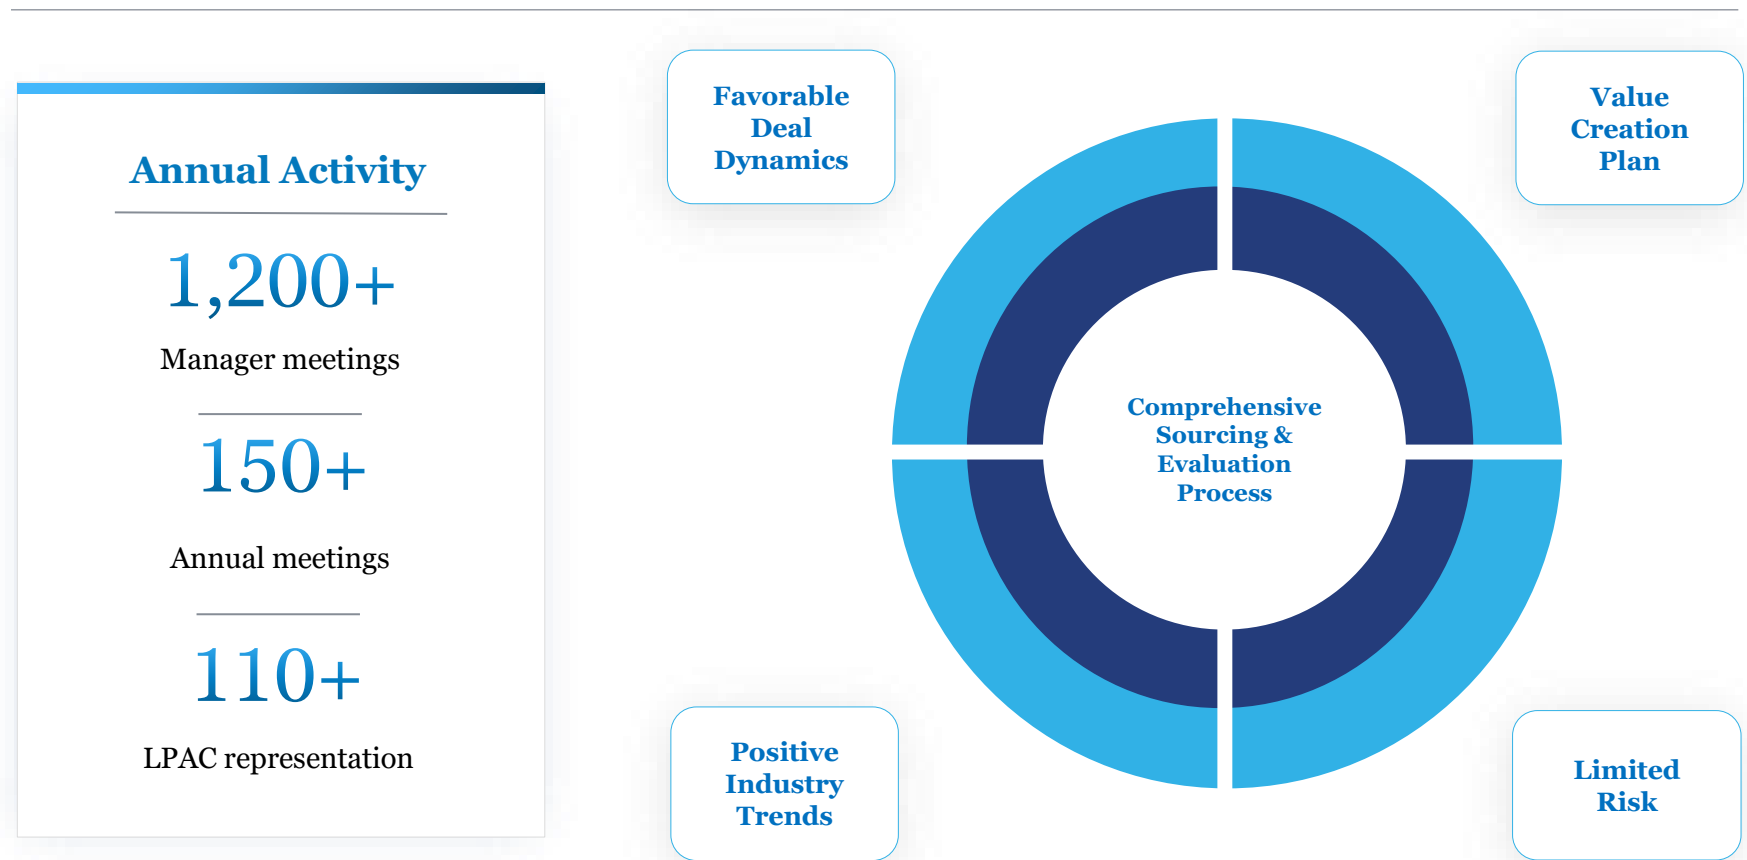 Annual Activity
1,200+
Manager meetings
150+
Annual meetings
110+
LPAC representation
Favorable
Deal
Dynamics
Value
Creation
Plan
Comprehensive
Sourcing &
Evaluation
Process
Positive
Industry
Trends
Limited
Risk